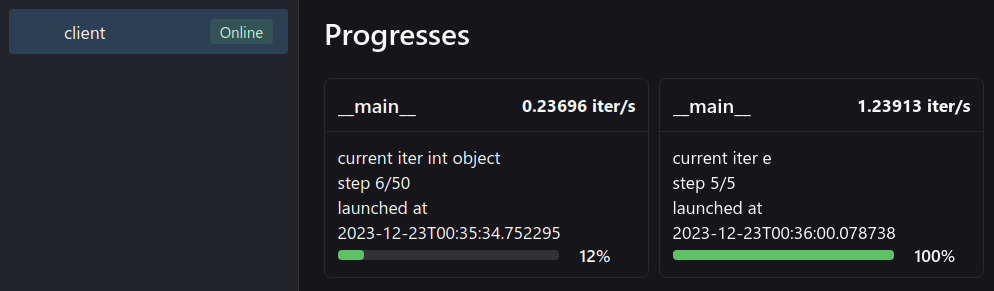 client
Online
Progresses
__main__
0.23696 iter/s
current iter int object
step 6/50
launched at
2023-12-23T00:35:34.752295
12%
__main__
1.23913 iter/s
current iter e
step 5/5
launched at
2023-12-23T00:36:00.078738
100%